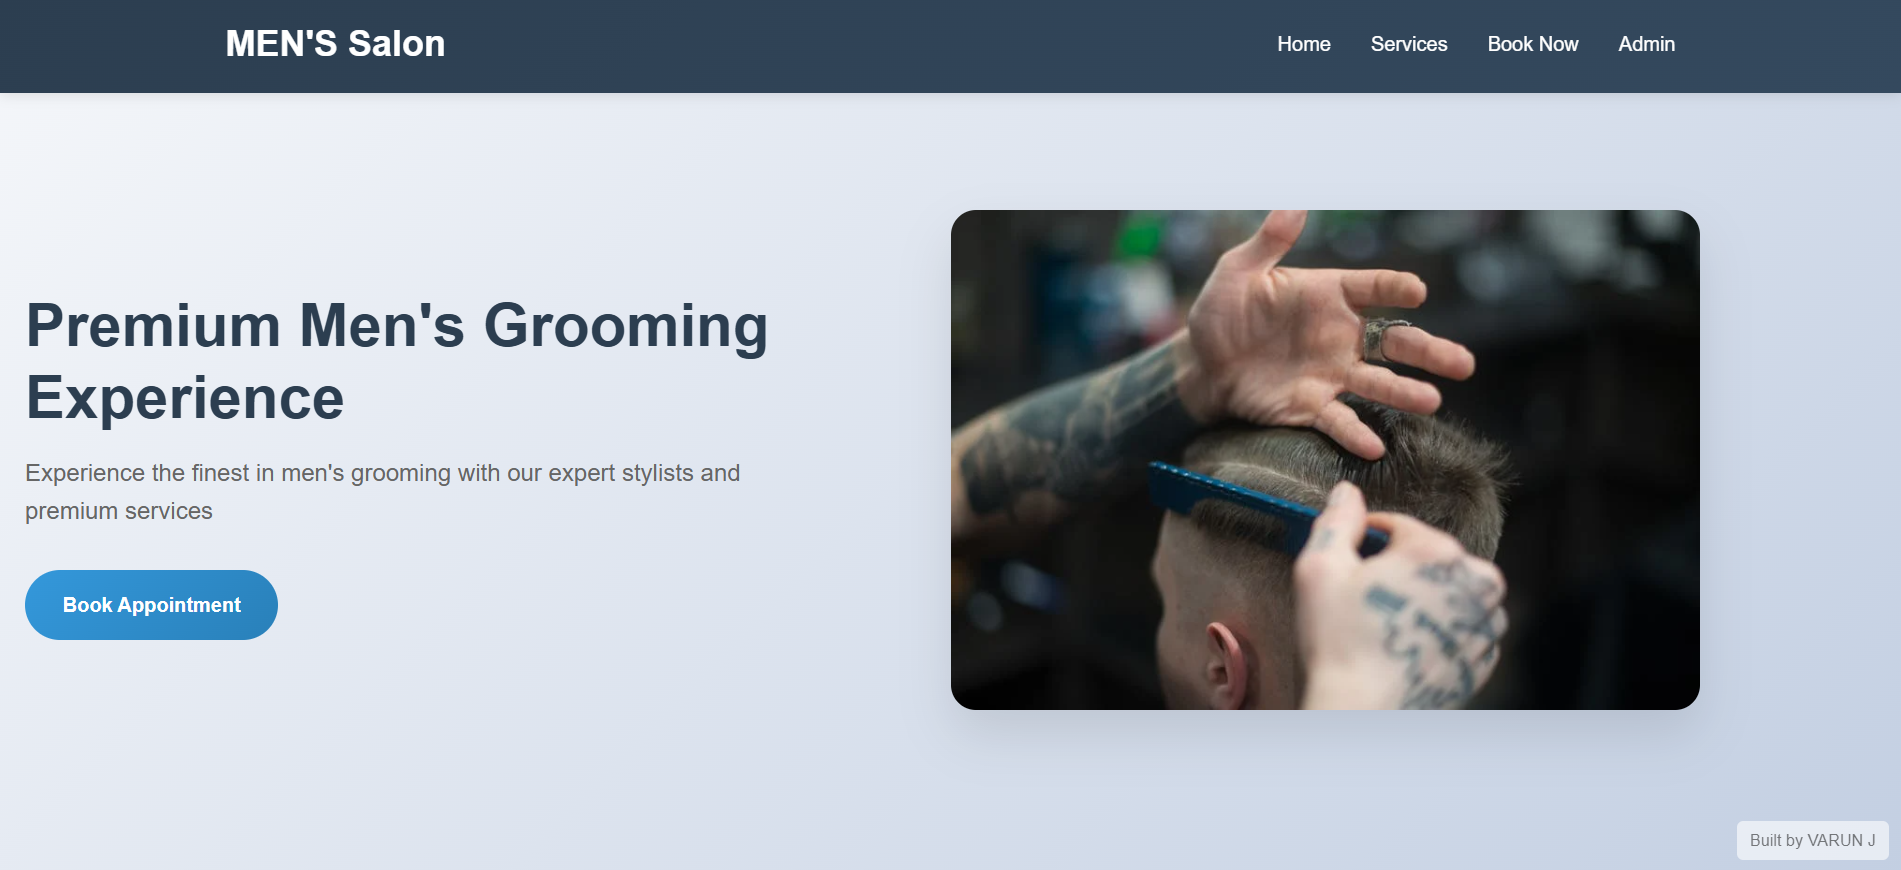 MEN'S Salon
Home Services Book Now Admin
Premium Men's Grooming
Experience
Experience the finest in men's grooming with our expert stylists and
premium services
Book Appointment
Built by VARUN J